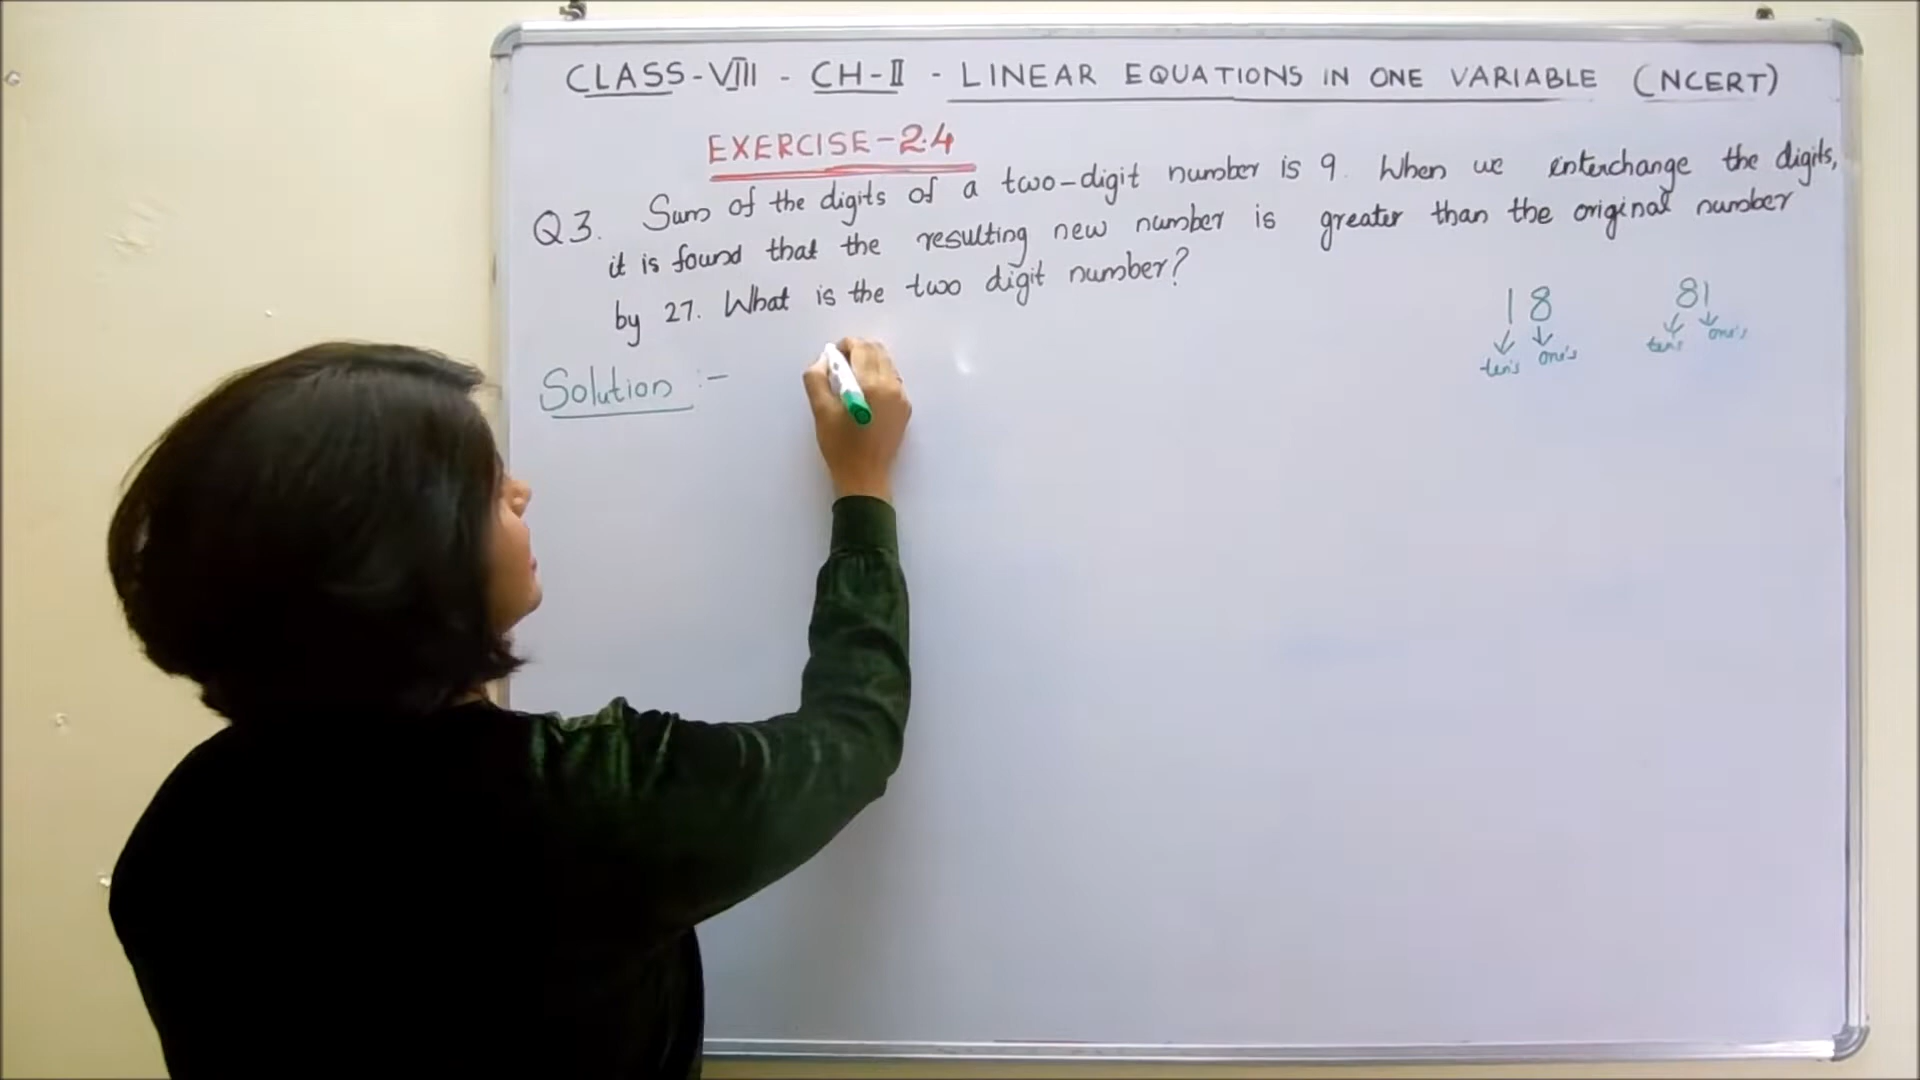 CLASS-VIII - CH-II - LINEAR EQUATIONS IN ONE VARIABLE (NCERT)
EXERCISE-2.4
Q3. Sum of the digits of a two-digit number is 9. When we interchange the digits,
it is found that the resulting new number is greater than the original number
by 27. What is the two digit number?
18 81
ten's one's ten's one's
Solution :-